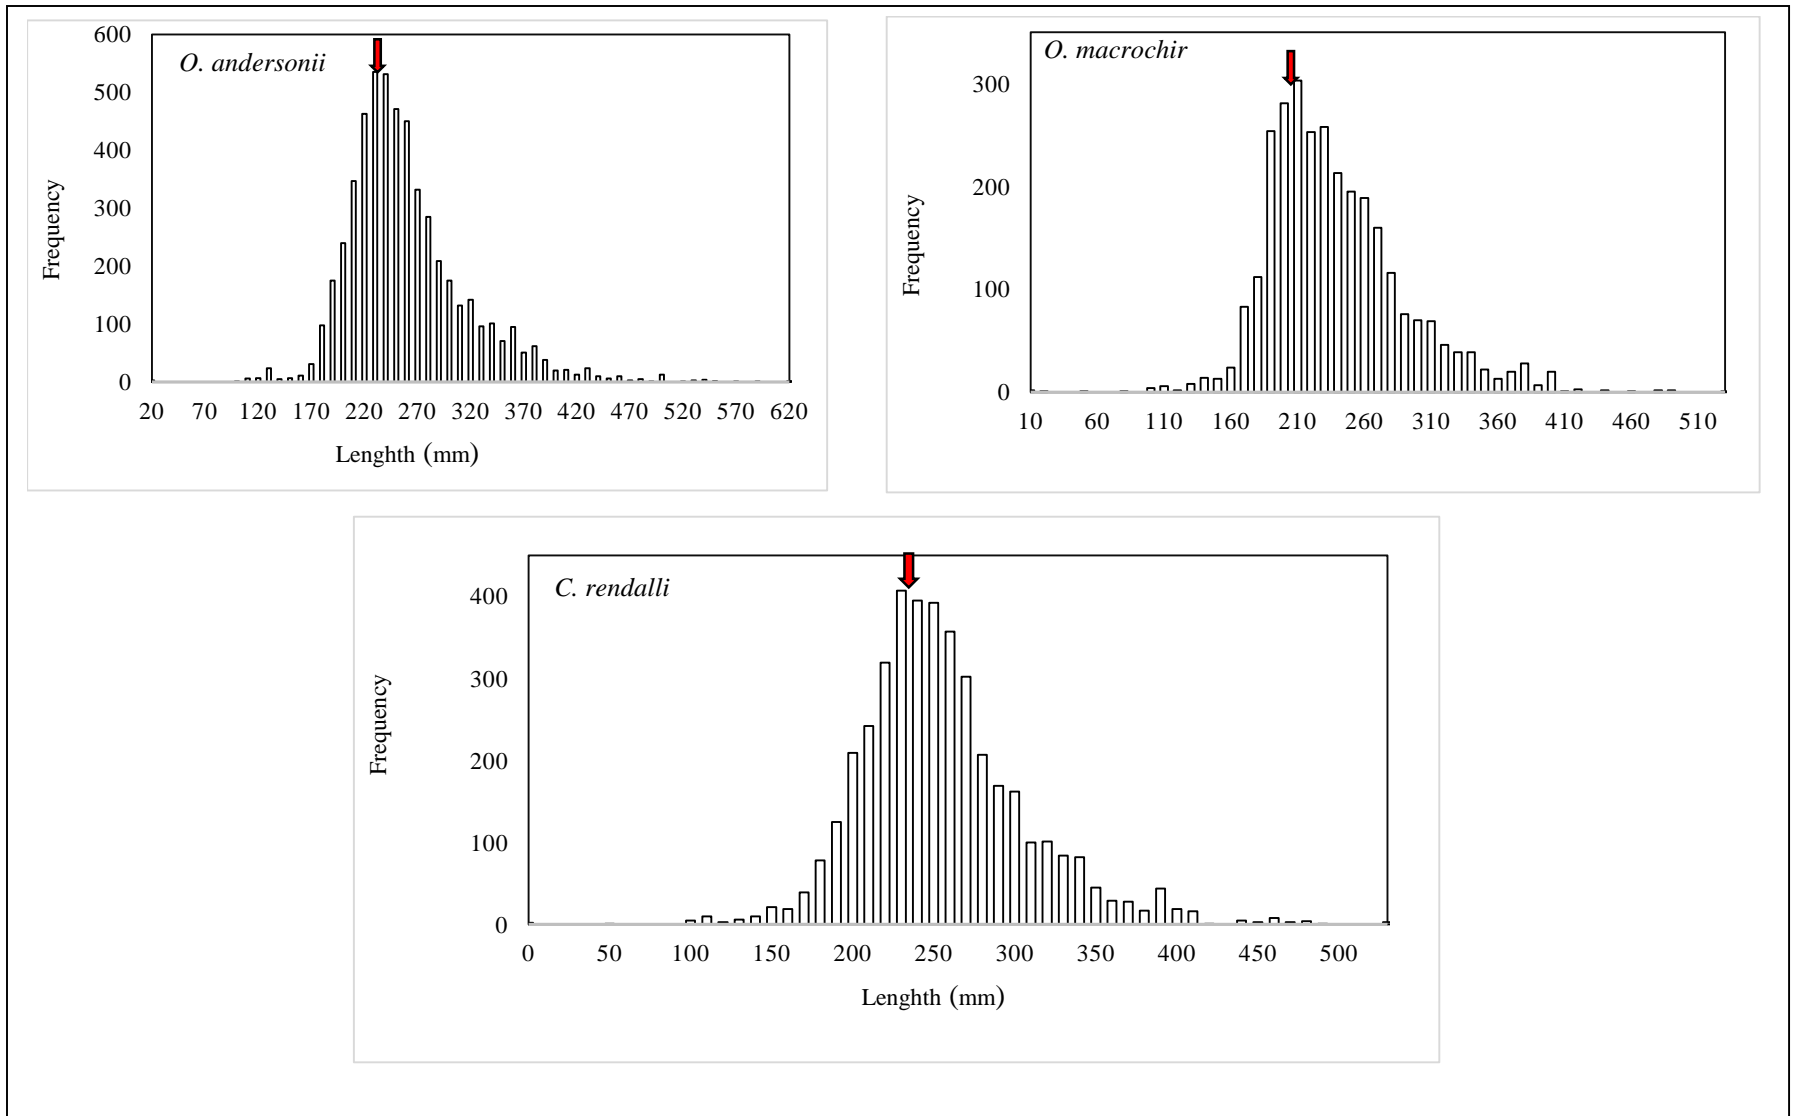 O. andersonii
600
500
400
300
200
100
0
Frequency
20 70 120 170 220 270 320 370 420 470 520 570 620
Lenghth (mm)
O. macrochir
300
200
100
0
Frequency
10 60 110 160 210 260 310 360 410 460 510
C. rendalli
400
300
200
100
0
Frequency
0 50 100 150 200 250 300 350 400 450 500
Lenghth (mm)